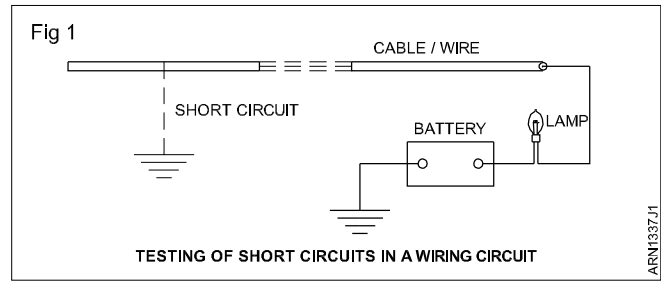 Fig 1
CABLE / WIRE
SHORT CIRCUIT
BATTERY
LAMP
TESTING OF SHORT CIRCUITS IN A WIRING CIRCUIT
ARN1337J1